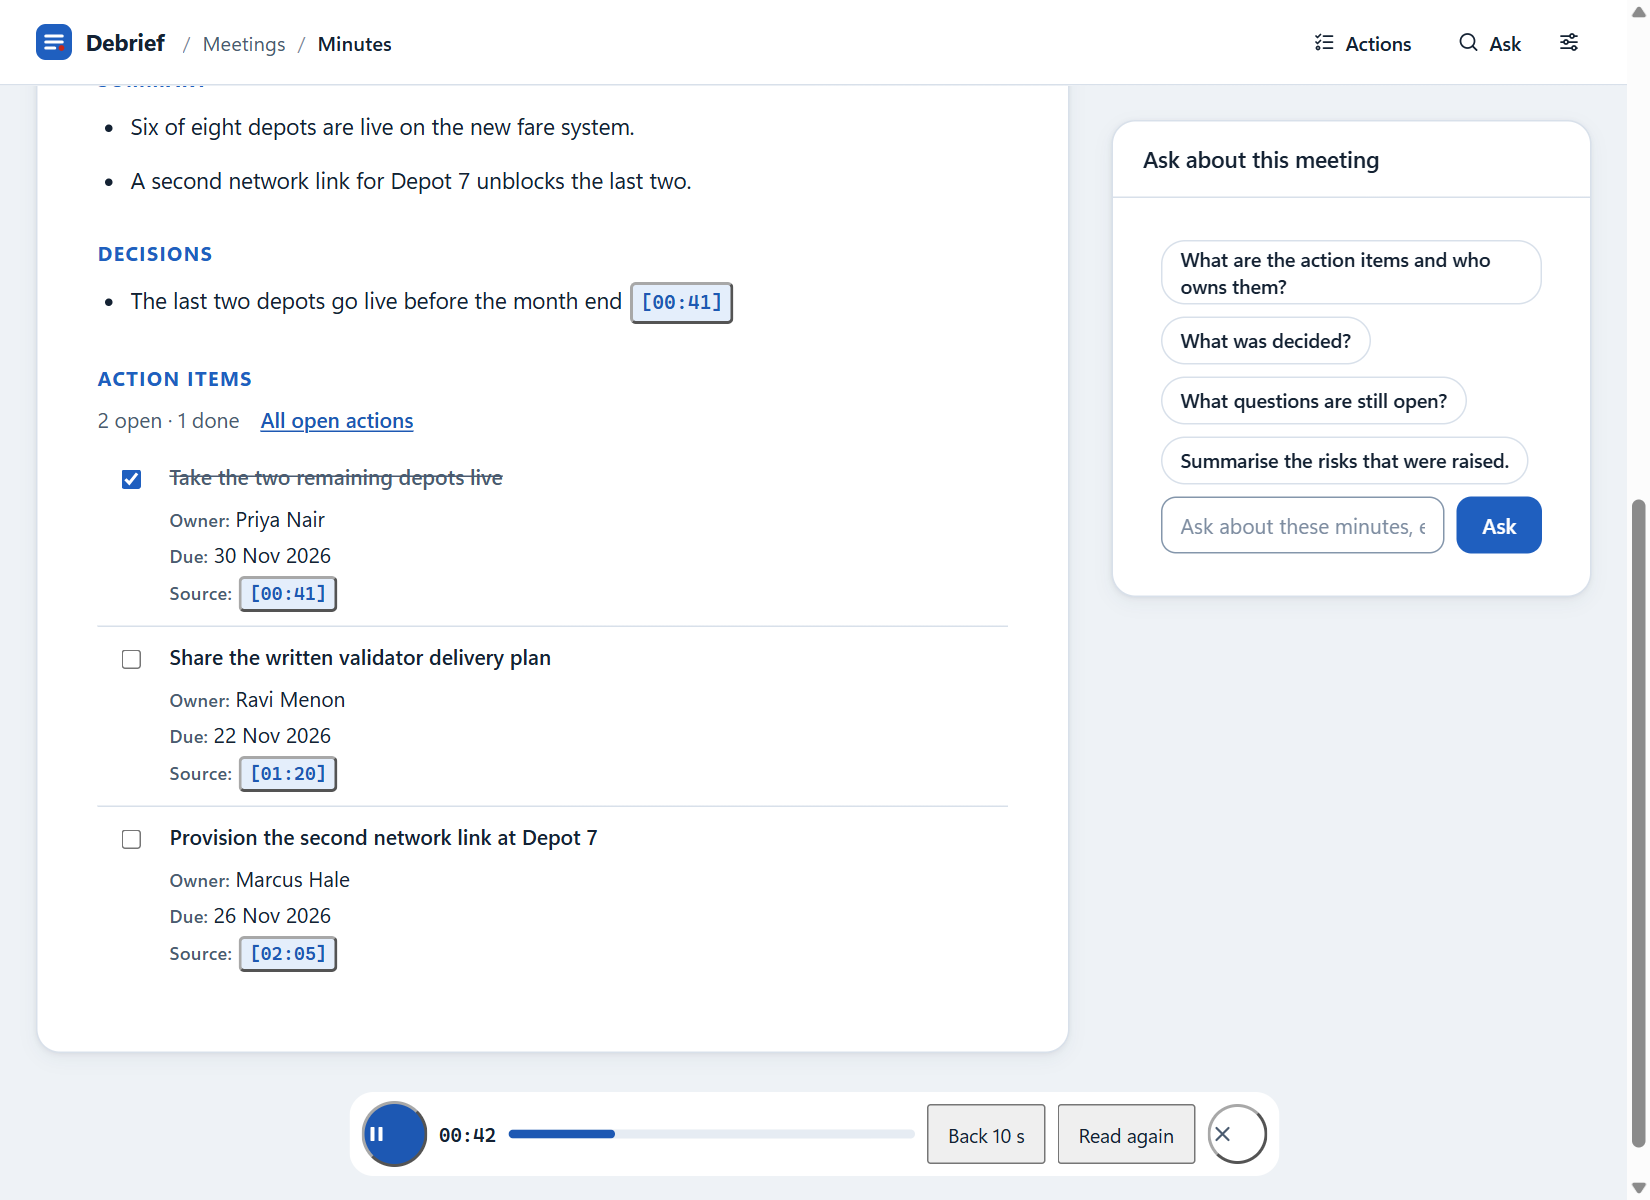 Debrief / Meetings / Minutes
Actions
Ask
Six of eight depots are live on the new fare system.
A second network link for Depot 7 unblocks the last two.
DECISIONS
The last two depots go live before the month end [00:41]
ACTION ITEMS
2 open · 1 done All open actions
Take the two remaining depots live
Owner: Priya Nair
Due: 30 Nov 2026
Source: [00:41]
Share the written validator delivery plan
Owner: Ravi Menon
Due: 22 Nov 2026
Source: [01:20]
Provision the second network link at Depot 7
Owner: Marcus Hale
Due: 26 Nov 2026
Source: [02:05]
Ask about this meeting
What are the action items and who
owns them?
What was decided?
What questions are still open?
Summarise the risks that were raised.
Ask about these minutes, e
Ask
00:42
Back 10 s
Read again